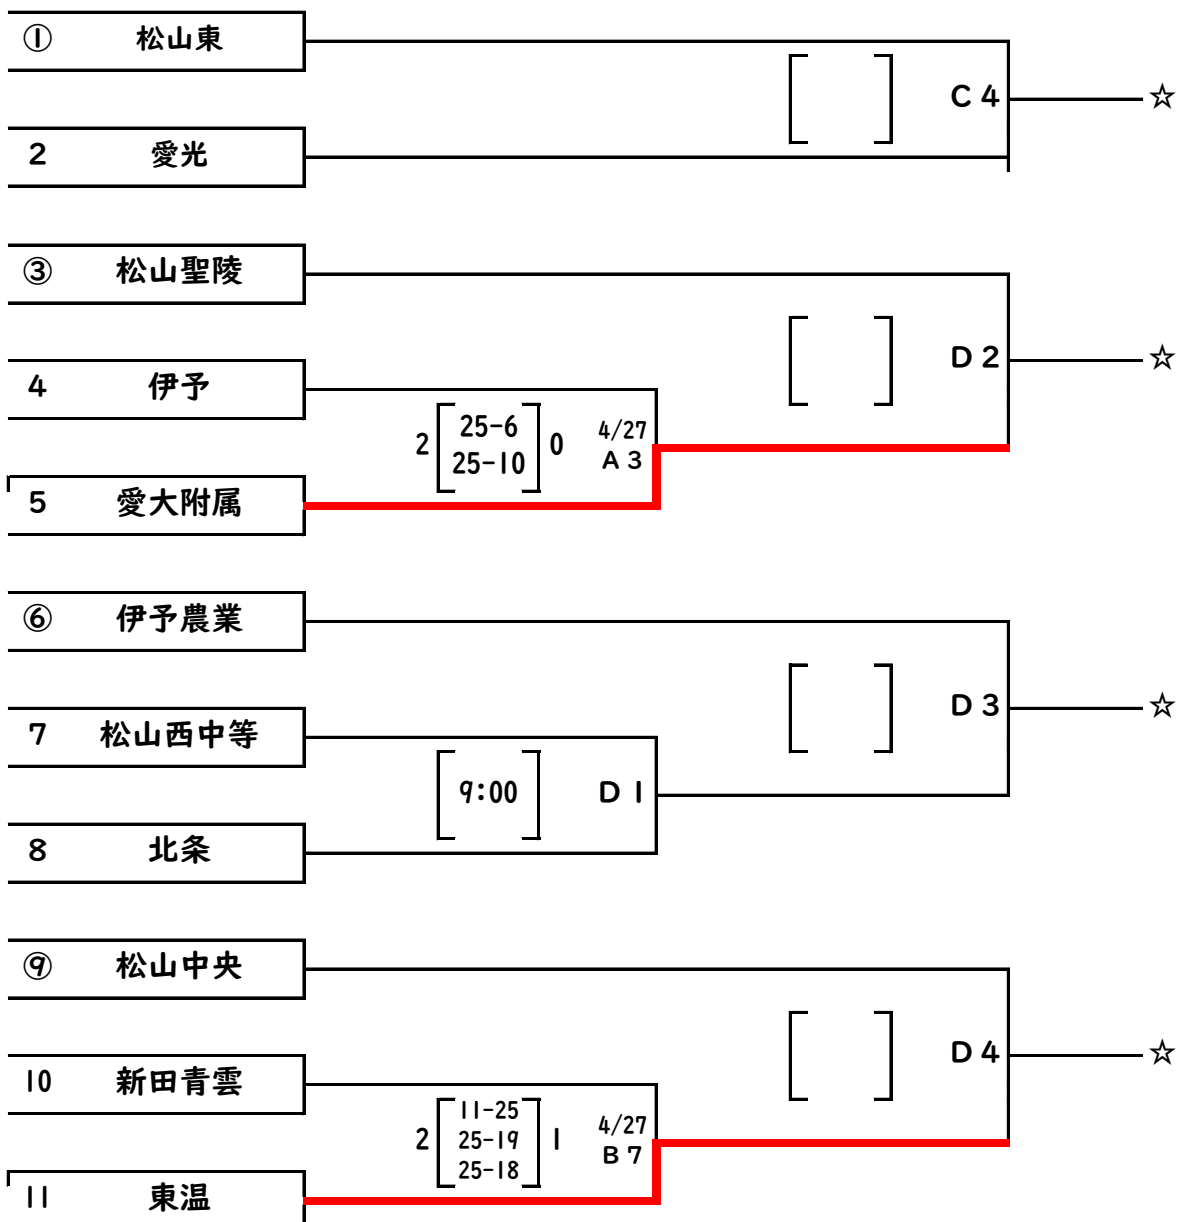 ① 松山東
C 4 ☆
2 愛光
③ 松山聖陵
D 2 ☆
4 伊予
2 25-6 0 4/27
25-10 A 3
5 愛大附属
⑥ 伊予農業
D 3 ☆
7 松山西中等
9:00 D 1
8 北条
⑨ 松山中央
D 4 ☆
10 新田青雲
11-25
2 25-19 1 4/27
25-18 B 7
11 東温